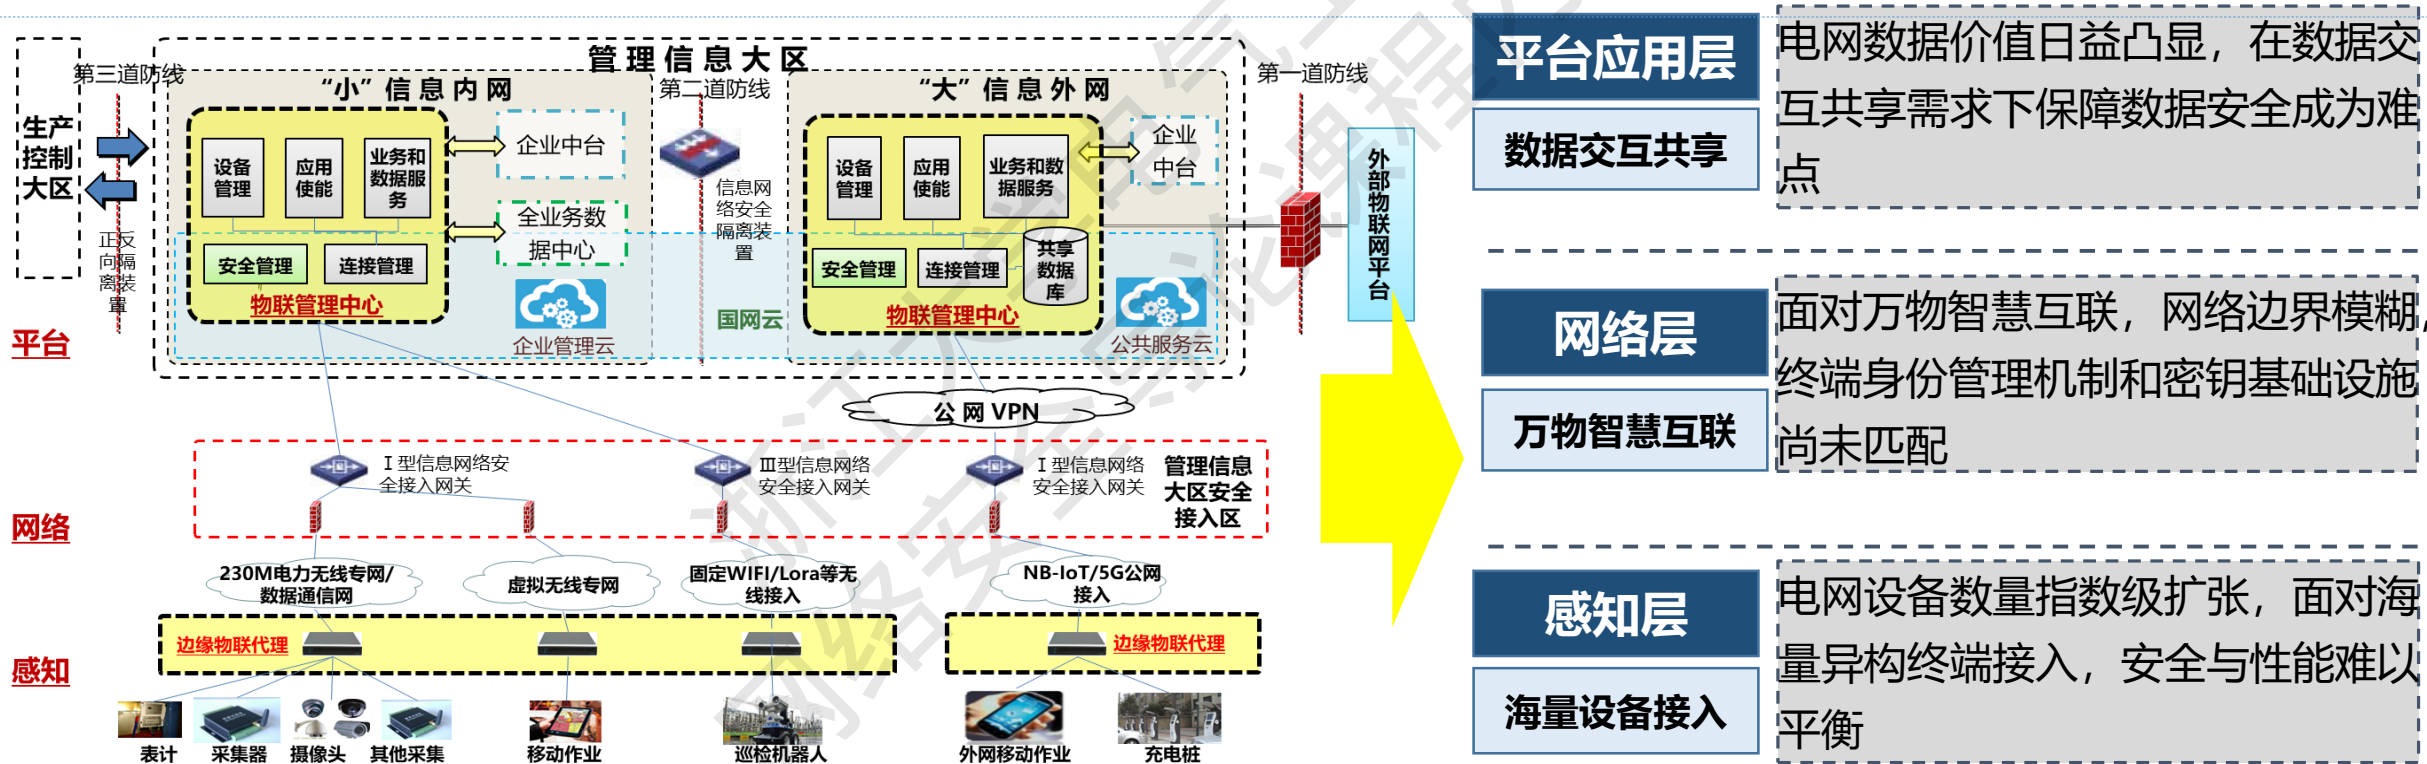 管理信息大区
第三道防线
“小”信息内网
第二道防线
“大”信息外网
第一道防线
生产
控制
大区
正反
向隔
离装
置
设备
管理
应用
使能
业务和
数据服
务
安全管理
连接管理
物联管理中心
企业中台
全业务数
据中心
企业管理云
信息网
络安全
隔离装
置
国网云
设备
管理
应用
使能
业务和数
据服务
安全管理
连接管理
共享
数据
库
物联管理中心
企业
中台
公共服务云
外部物联网平台
平台
公网 VPN
Ⅰ型信息网络安
全接入网关
Ⅲ型信息网络
安全接入网关
Ⅰ型信息网络
安全接入网关
管理信息
大区安全
接入区
网络
230M电力无线专网/
数据通信网
虚拟无线专网
固定WIFI/Lora等无
线接入
NB-IoT/5G公网
接入
边缘物联代理
边缘物联代理
感知
表计
采集器
摄像头
其他采集
移动作业
巡检机器人
外网移动作业
充电桩
平台应用层
数据交互共享
电网数据价值日益凸显，在数据交
互共享需求下保障数据安全成为难
点
网络层
万物智慧互联
面对万物智慧互联，网络边界模糊，
终端身份管理机制和密钥基础设施
尚未匹配
感知层
海量设备接入
电网设备数量指数级扩张，面对海
量异构终端接入，安全与性能难以
平衡